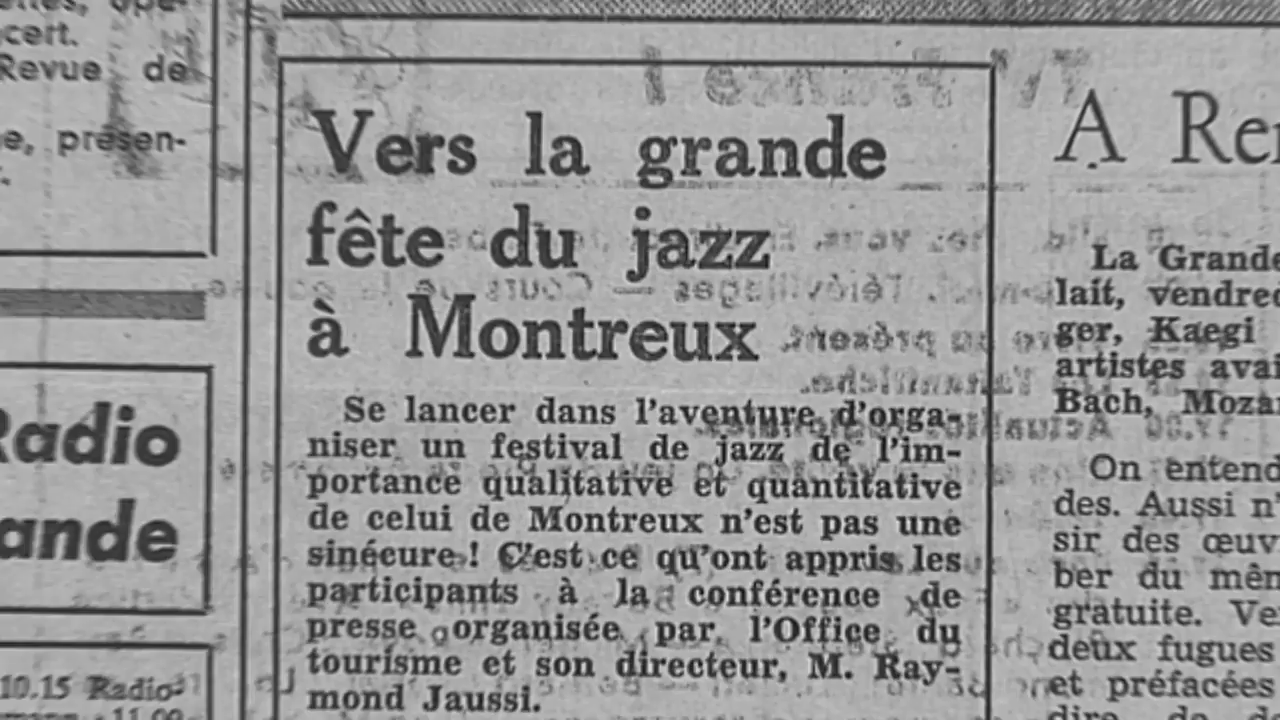 cert.
Revue de
présen-
Radio
ande
10.15 Radio-
Vers la grande
fête du jazz
à Montreux
Se lancer dans l'aventure d'orga-
niser un festival de jazz de l'im-
portance qualitative et quantitative
de celui de Montreux n'est pas une
sinécure ! C'est ce qu'ont appris les
participants à la conférence de
presse organisée par l'Office du
tourisme et son directeur, M. Ray-
mond Jaussi.
A Re
La Grande
lait, vendre
ger, Kaegi
artistes avai
Bach, Moza
On entend
des. Aussi n'
sir des œuv
ber du mêm
gratuite. Ve
deux fugues
et préfacées
dire de de